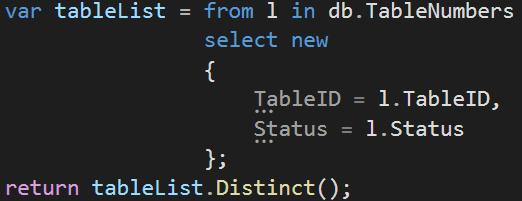 var tableList = from l in db.TableNumbers
                select new
                {
                    TableID = l.TableID,
                    Status = l.Status
                };
return tableList.Distinct();